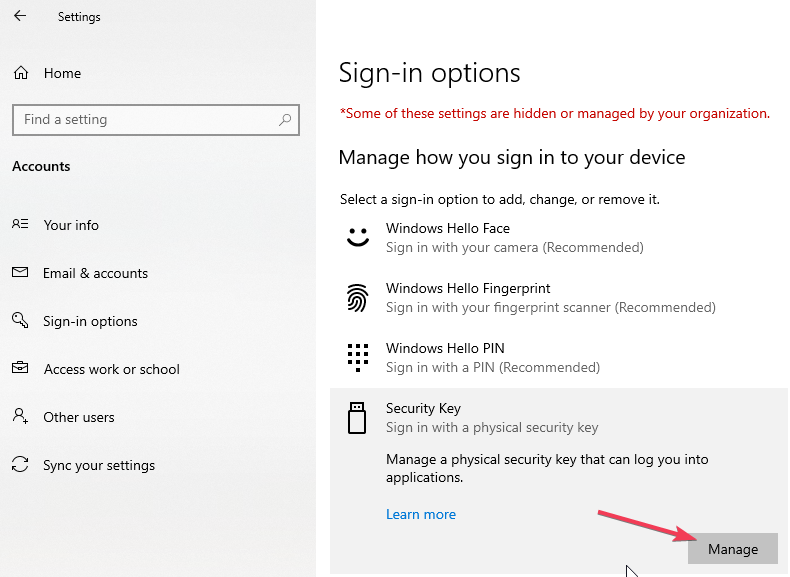 Settings
Home
Find a setting
Accounts
Your info
Email & accounts
Sign-in options
Access work or school
Other users
Sync your settings
Sign-in options
*Some of these settings are hidden or managed by your organization.
Manage how you sign in to your device
Select a sign-in option to add, change, or remove it.
Windows Hello Face
Sign in with your camera (Recommended)
Windows Hello Fingerprint
Sign in with your fingerprint scanner (Recommended)
Windows Hello PIN
Sign in with a PIN (Recommended)
Security Key
Sign in with a physical security key
Manage a physical security key that can log you into
applications.
Learn more
Manage